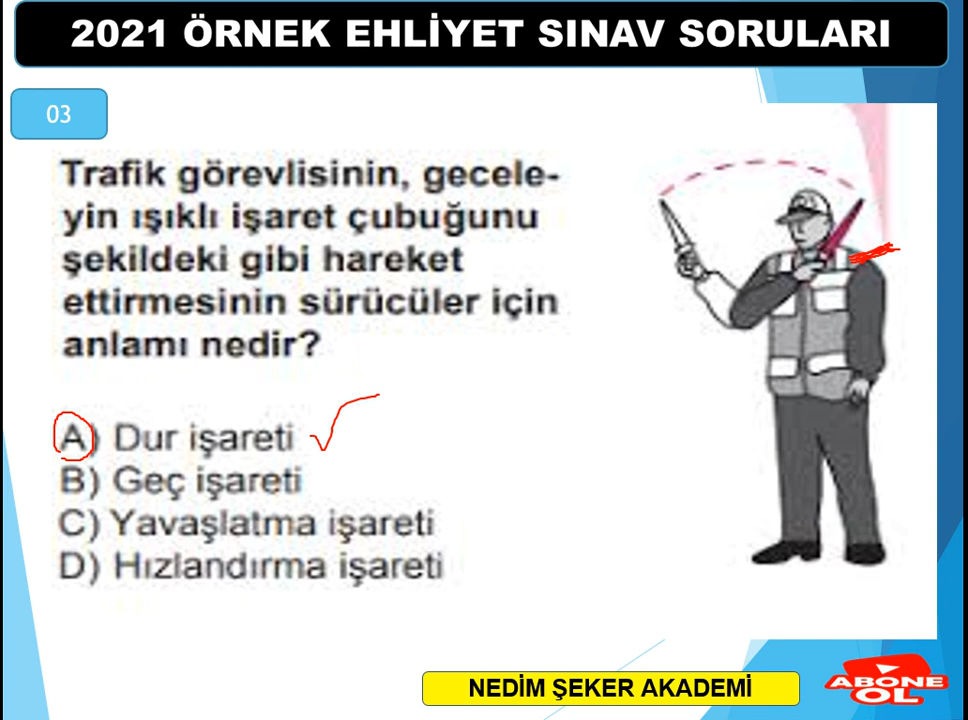 2021 ÖRNEK EHLİYET SINAV SORULARI
03
Trafik görevlisinin, gecele-
yin ışıklı işaret çubuğunu
şekildeki gibi hareket
ettirmesinin sürücüler için
anlamı nedir?
A) Dur işareti
B) Geç işareti
C) Yavaşlatma işareti
D) Hızlandırma işareti
NEDİM ŞEKER AKADEMİ
ABONE
OL